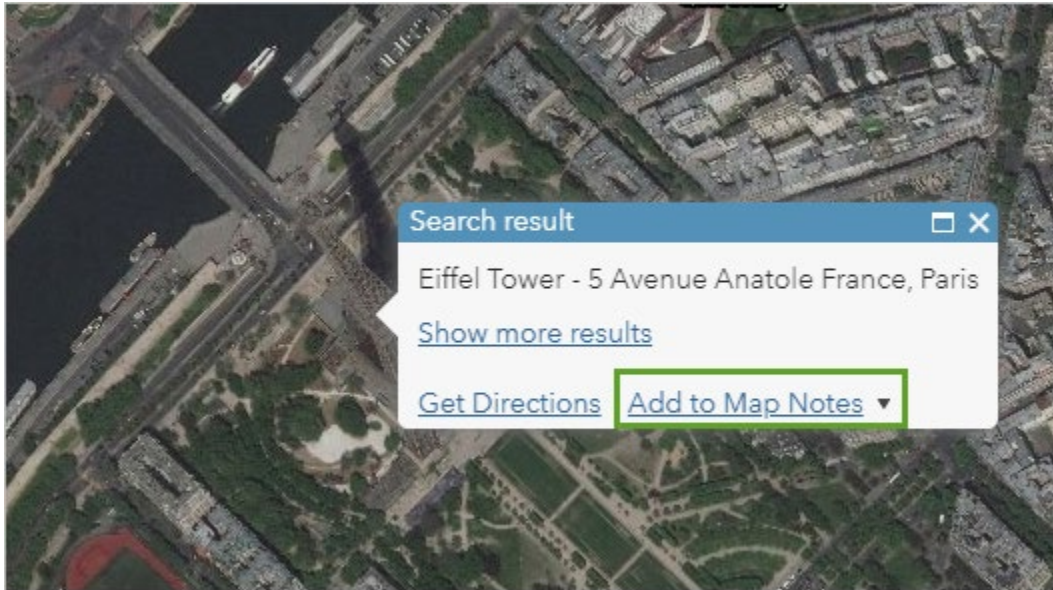 Search result
Eiffel Tower - 5 Avenue Anatole France, Paris
Show more results
Get Directions Add to Map Notes